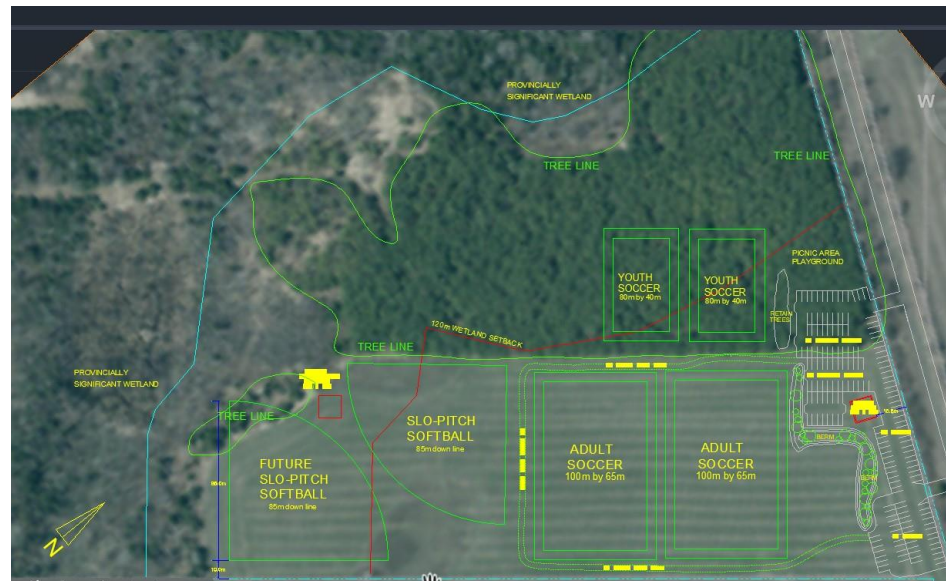 PROVINCIALLY
SIGNIFICANT WETLAND
W
TREE LINE
TREE LINE
PICNIC AREA
PLAYGROUND
YOUTH
SOCCER
80m by 40m
YOUTH
SOCCER
80m by 40m
RETAIN
TREES
120m WETLAND SETBACK
TREE LINE
PROVINCIALLY
SIGNIFICANT WETLAND
TREE LINE
SLO-PITCH
SOFTBALL
85m down line
ADULT
SOCCER
100m by 65m
ADULT
SOCCER
100m by 65m
BERM
FUTURE
SLO-PITCH
SOFTBALL
85m down line
BERM
N